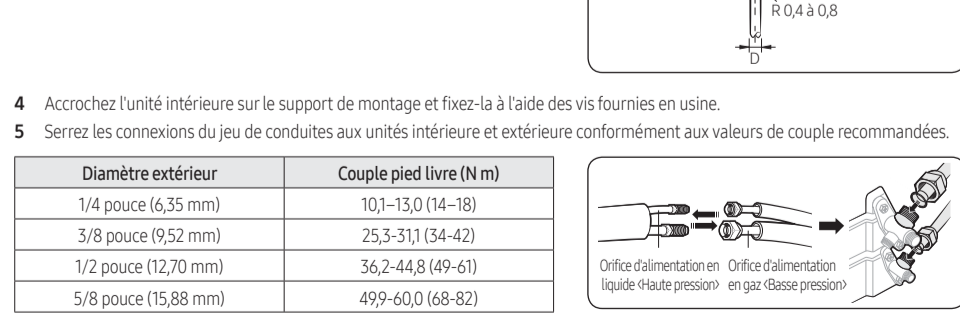 R 0,4 à 0,8
D
4 Accrochez l'unité intérieure sur le support de montage et fixez-la à l'aide des vis fournies en usine.
5 Serrez les connexions du jeu de conduites aux unités intérieure et extérieure conformément aux valeurs de couple recommandées.
Diamètre extérieur Couple pied livre (N m)
1/4 pouce (6,35 mm) 10,1–13,0 (14–18)
3/8 pouce (9,52 mm) 25,3-31,1 (34-42)
1/2 pouce (12,70 mm) 36,2-44,8 (49-61)
5/8 pouce (15,88 mm) 49,9-60,0 (68-82)
Orifice d'alimentation en
liquide <Haute pression>
Orifice d'alimentation
en gaz <Basse pression>